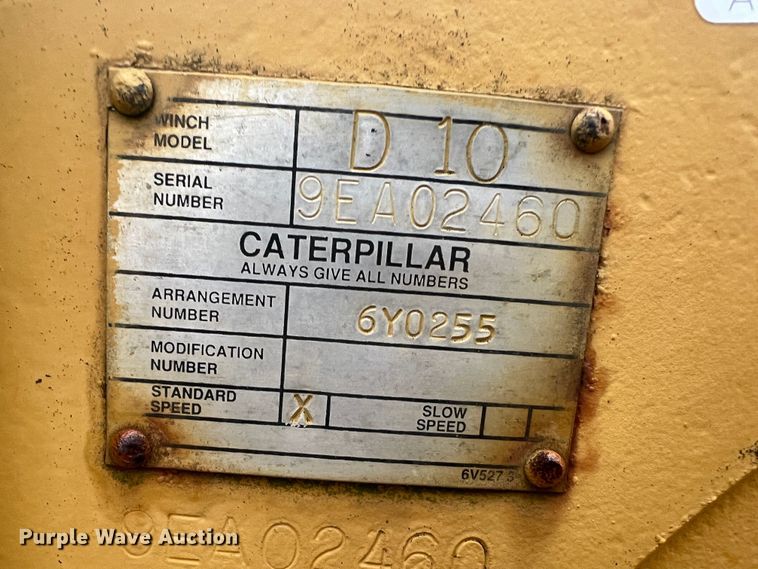 WINCH
MODEL
D 10
SERIAL
NUMBER
9EA02460
CATERPILLAR
ALWAYS GIVE ALL NUMBERS
ARRANGEMENT
NUMBER
6Y0255
MODIFICATION
NUMBER
STANDARD
SPEED
X
SLOW
SPEED
Purple Wave Auction
9EA02460